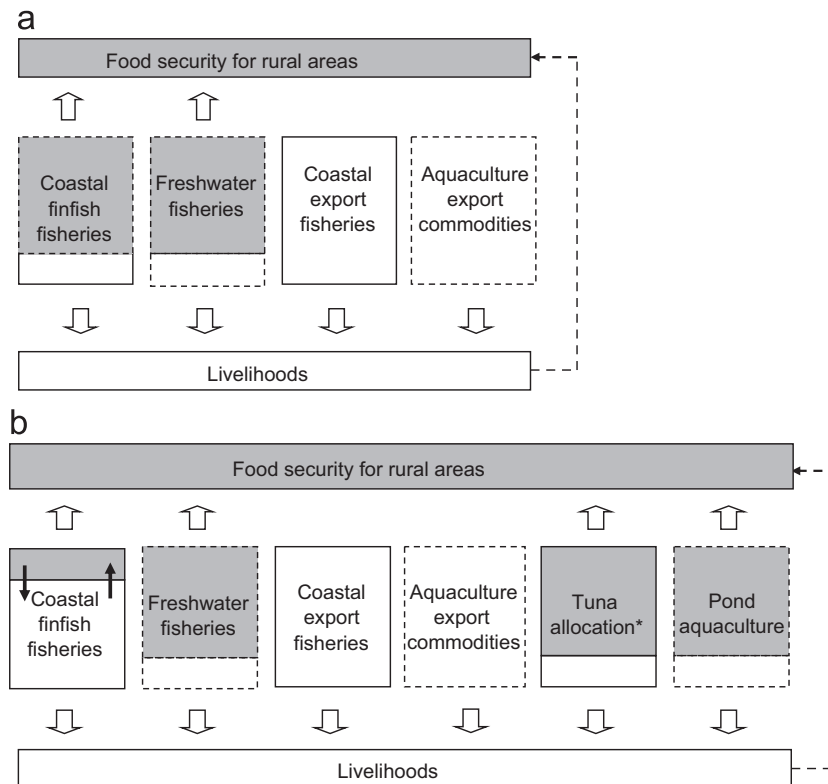 a
Food security for rural areas
Coastal
finfish
fisheries
Freshwater
fisheries
Coastal
export
fisheries
Aquaculture
export
commodities
Livelihoods
b
Food security for rural areas
Coastal
finfish
fisheries
Freshwater
fisheries
Coastal
export
fisheries
Aquaculture
export
commodities
Tuna
allocation*
Pond
aquaculture
Livelihoods